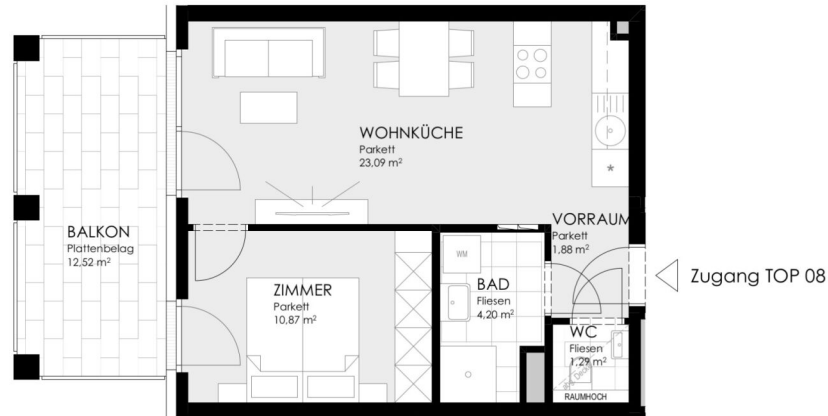 WOHNKÜCHE
Parkett
23,09 m²
BALKON
Plattenbelag
12,52 m²
VORRAUM
Parkett
1,88 m²
Zugang TOP 08
ZIMMER
Parkett
10,87 m²
WM
BAD
Fliesen
4,20 m²
WC
Fliesen
1,29 m²
RAUMHOCH